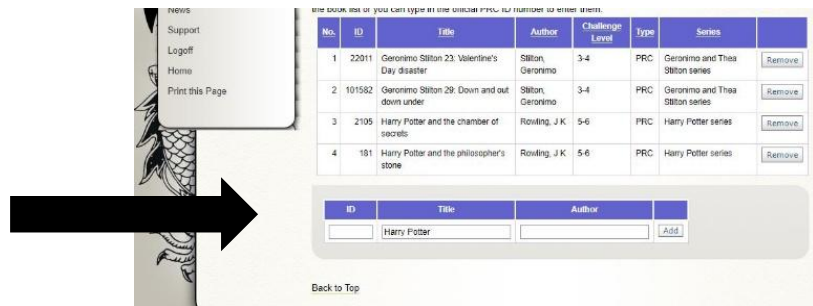 News
Support
Logoff
Home
Print this Page
the book list or you can type in the official PRC ID number to enter them.
No. ID Title Author Challenge Level Type Series
1 22011 Geronimo Stilton 23: Valentine's Day disaster Stilton, Geronimo 3-4 PRC Geronimo and Thea Stilton series Remove
2 101582 Geronimo Stilton 29: Down and out down under Stilton, Geronimo 3-4 PRC Geronimo and Thea Stilton series Remove
3 2105 Harry Potter and the chamber of secrets Rowling, J K 5-6 PRC Harry Potter series Remove
4 181 Harry Potter and the philosopher's stone Rowling, J K 5-6 PRC Harry Potter series Remove
ID Title Author
Harry Potter Add
Back to Top